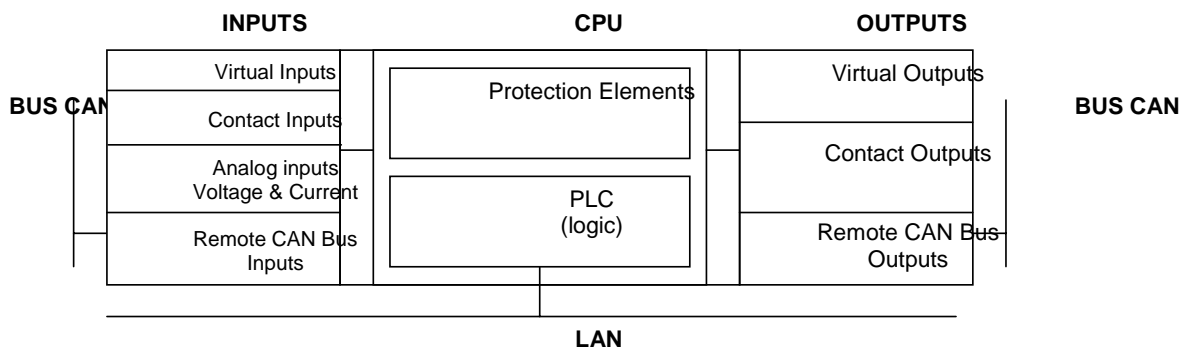 INPUTS
CPU
OUTPUTS
Virtual Inputs
Protection Elements
Virtual Outputs
BUS CAN
BUS CAN
Contact Inputs
Contact Outputs
Analog inputs
Voltage & Current
PLC
(logic)
Remote CAN Bus
Inputs
Remote CAN Bus
Outputs
LAN